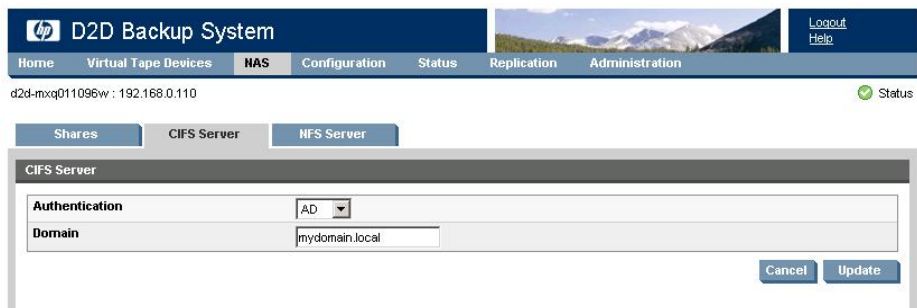 hp D2D Backup System
Logout
Help
Home Virtual Tape Devices NAS Configuration Status Replication Administration
d2d-mxq011096w : 192.168.0.110 Status
Shares CIFS Server NFS Server
CIFS Server
Authentication AD
Domain mydomain.local
Cancel Update